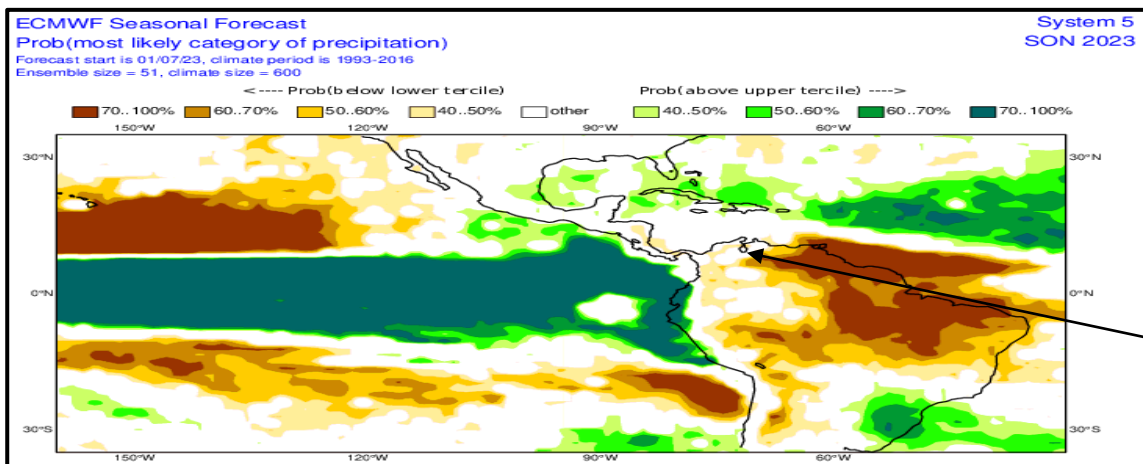 ECMWF Seasonal Forecast
System 5
Prob(most likely category of precipitation)
SON 2023
Forecast start is 01/07/23, climate period is 1993-2016
Ensemble size = 51, climate size = 600
<---- Prob(below lower tercile)
Prob(above upper tercile) ---->
70..100% 60..70% 50..60% 40..50% other 40..50% 50..60% 60..70% 70..100%
150°W 120°W 90°W 60°W
30°N 30°N
0°N 0°N
30°S 30°S
150°W 120°W 90°W 60°W